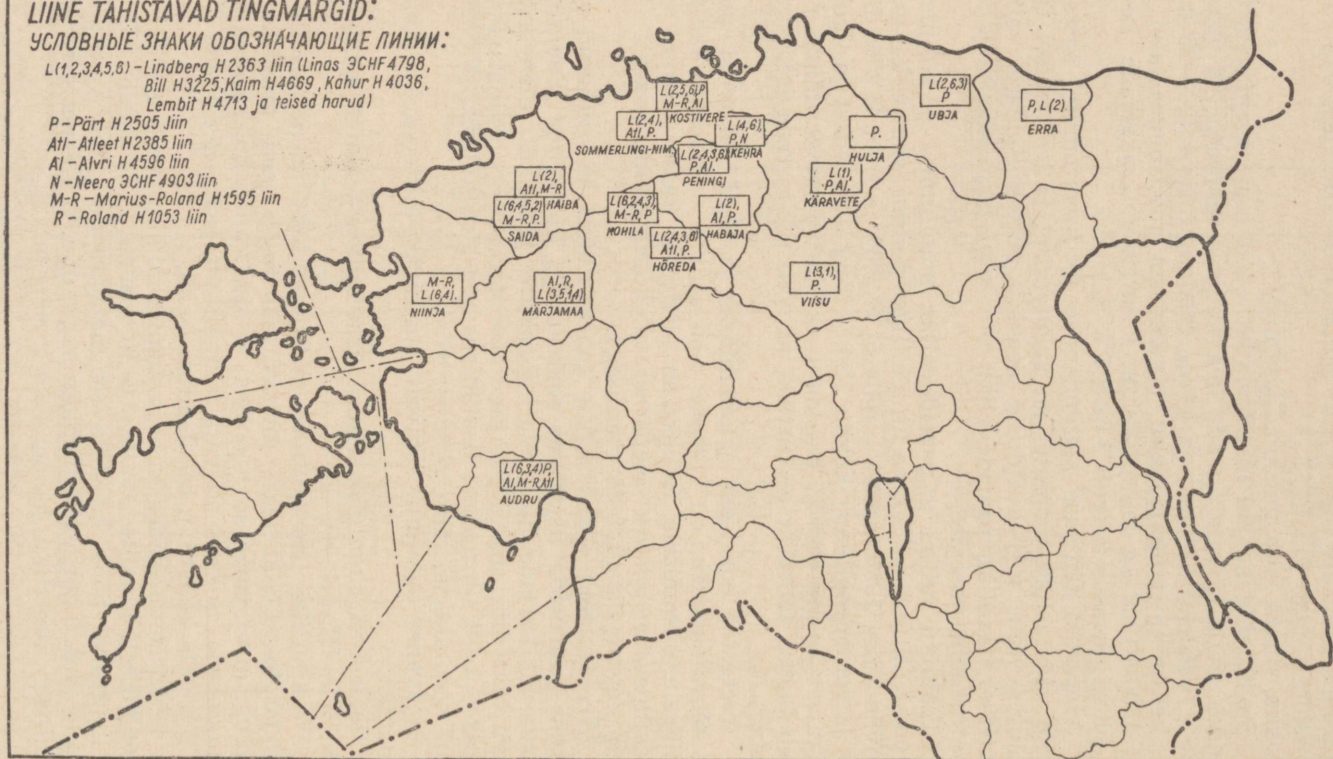 LIINE TÄHISTAVAD TINGMÄRGID:
УСЛОВНЫЕ ЗНАКИ ОБОЗНАЧАЮЩИЕ ЛИНИИ:
L(1,2,3,4,5,6) - Lindberg H 2363 liin (Linos ЭCHF 4798,
Bill H3225, Kaim H4669, Kahur H 4036,
Lembit H 4713 ja teised harud)
P - Pärt H 2505 liin
Atl - Atleet H 2385 liin
Al - Alvri H 4596 liin
N - Neero ЭCHF 4903 liin
M-R - Marius-Roland H 1595 liin
R - Roland H 1053 liin
L(2,5,6),P
M-R, Al
KOSTIVERE
L(2,4),
Atl, P.
SOMMERLINGI-NIM.
L(4,6),
P, N
KEHRA
L(2,4,3,6)
P, Al.
PENINGI
L(2,6,3)
P
UBJA
P, L(2).
ERRA
P.
HULJA
L(1),
P, Al.
KÄRAVETE
L(2),
Atl, M-R
HAIBA
L(6,4,5,2)
M-R, P.
SAIDA
L(6,2,4,3),
M-R, P
KOHILA
L(2),
Al, P.
HABAJA
L(2,4,3,6)
Atl, P.
HÕREDA
L(3,1),
P.
VIISU
M-R,
L(6,4).
NIINJA
Al, R,
L(3,5,1,4)
MÄRJAMAA
L(6,3,4)P,
Al, M-R, Atl
AUDRU